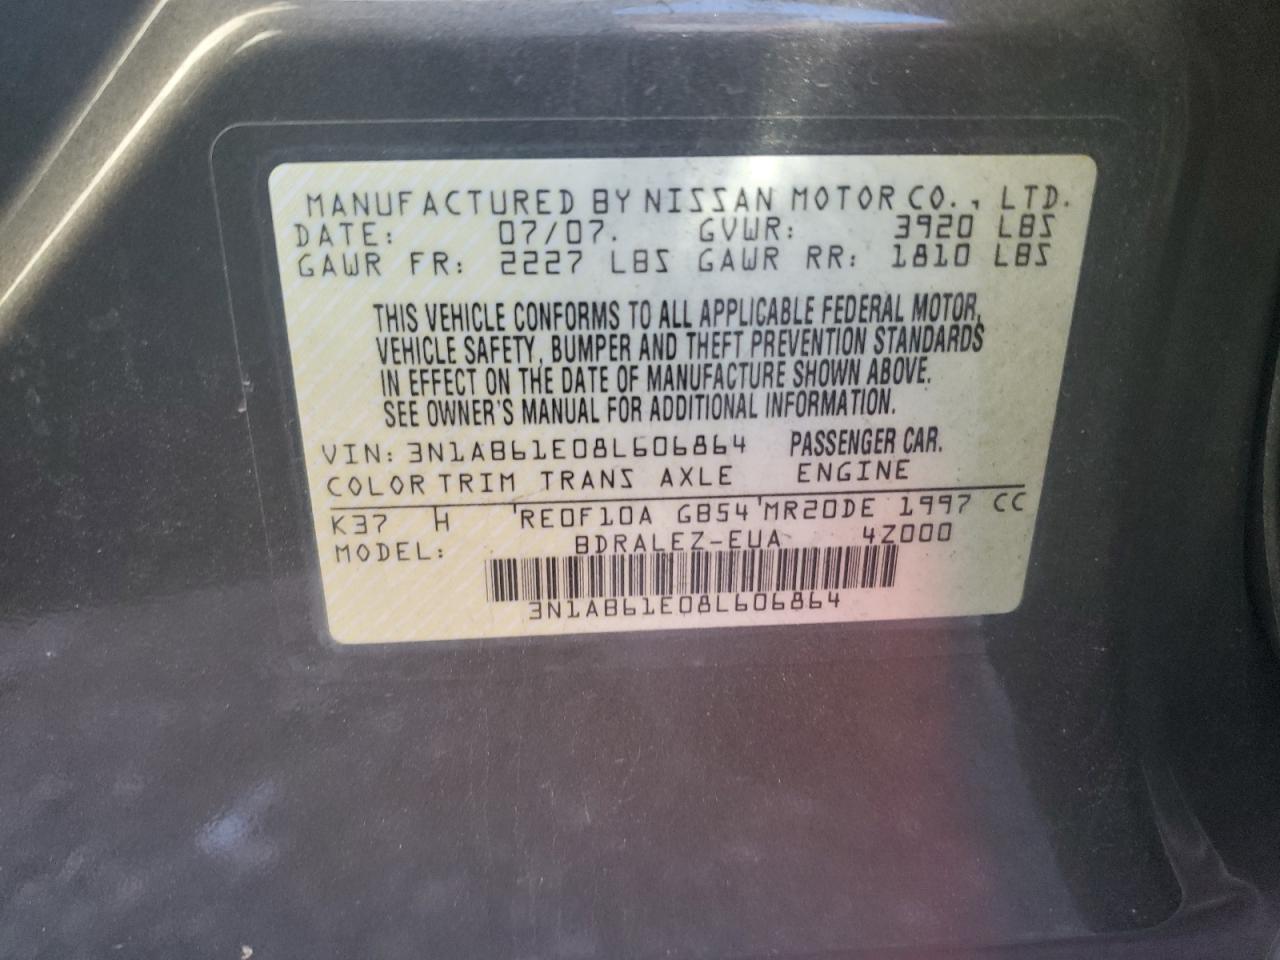 MANUFACTURED BY NISSAN MOTOR CO., LTD.
DATE: 07/07. GVWR: 3920 LBS
GAWR FR: 2227 LBS GAWR RR: 1810 LBS
THIS VEHICLE CONFORMS TO ALL APPLICABLE FEDERAL MOTOR,
VEHICLE SAFETY, BUMPER AND THEFT PREVENTION STANDARDS
IN EFFECT ON THE DATE OF MANUFACTURE SHOWN ABOVE.
SEE OWNER'S MANUAL FOR ADDITIONAL INFORMATION.
VIN: 3N1AB61E08L606864 PASSENGER CAR.
COLOR TRIM TRANS AXLE ENGINE
K37 H 'RE0F10A GB54 'MR20DE 1997 CC
MODEL: BDRALEZ-EUA 4Z000
3N1AB61E08L606864